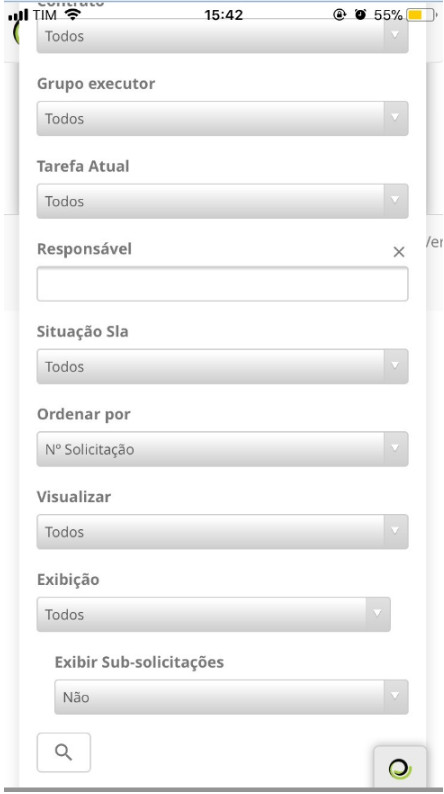 Contrato
TIM 15:42 55%
Todos
Grupo executor
Todos
Tarefa Atual
Todos
Responsável
Situação Sla
Todos
Ordenar por
Nº Solicitação
Visualizar
Todos
Exibição
Todos
Exibir Sub-solicitações
Não